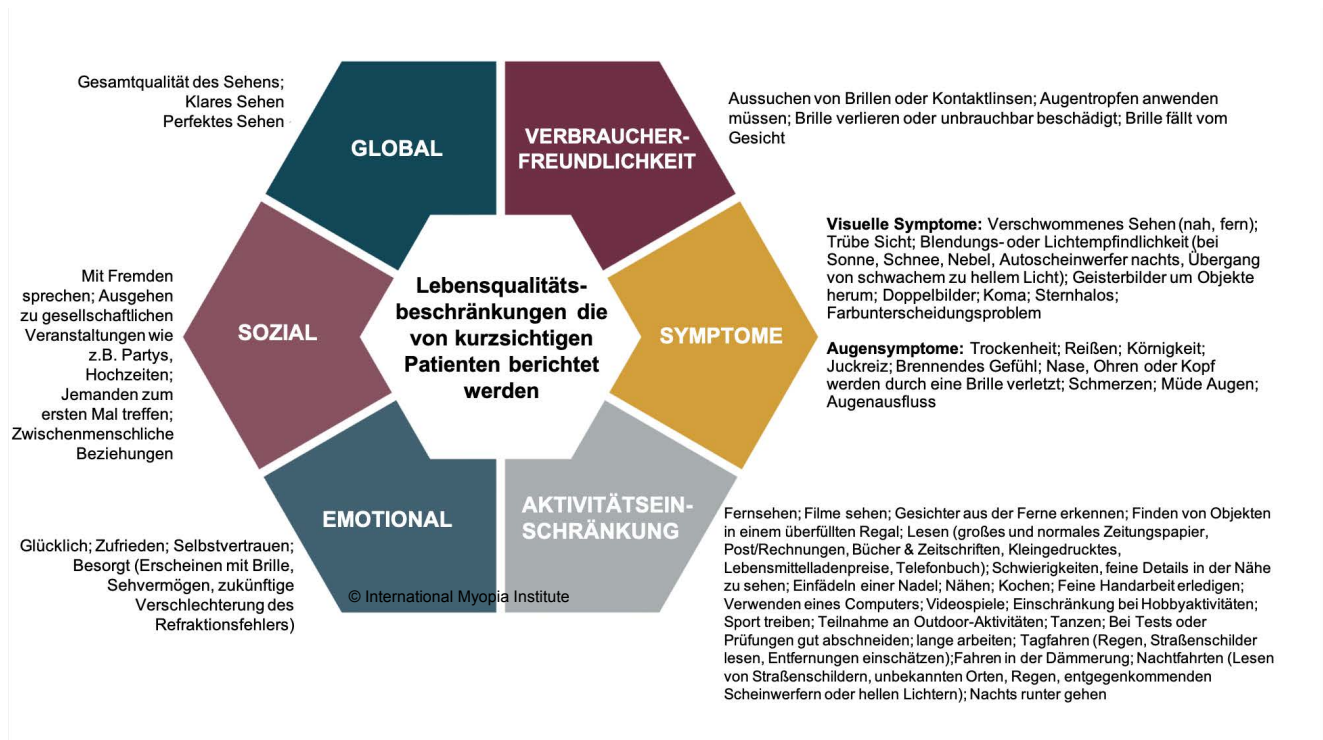 Gesamtqualität des Sehens;
Klares Sehen
Perfektes Sehen
GLOBAL
VERBRAUCHER-
FREUNDLICHKEIT
Aussuchen von Brillen oder Kontaktlinsen; Augentropfen anwenden
müssen; Brille verlieren oder unbrauchbar beschädigt; Brille fällt vom
Gesicht
Mit Fremden
sprechen; Ausgehen
zu gesellschaftlichen
Veranstaltungen wie
z.B. Partys,
Hochzeiten;
Jemanden zum
ersten Mal treffen;
Zwischenmenschliche
Beziehungen
SOZIAL
Lebensqualitäts-
beschränkungen die
von kurzsichtigen
Patienten berichtet
werden
SYMPTOME
Visuelle Symptome: Verschwommenes Sehen (nah, fern);
Trübe Sicht; Blendungs- oder Lichtempfindlichkeit (bei
Sonne, Schnee, Nebel, Autoscheinwerfer nachts, Übergang
von schwachem zu hellem Licht); Geisterbilder um Objekte
herum; Doppelbilder; Koma; Sternhalos;
Farbunterscheidungsproblem
Augensymptome: Trockenheit; Reißen; Körnigkeit;
Juckreiz; Brennendes Gefühl; Nase, Ohren oder Kopf
werden durch eine Brille verletzt; Schmerzen; Müde Augen;
Augenausfluss
Glücklich; Zufrieden; Selbstvertrauen;
Besorgt (Erscheinen mit Brille,
Sehvermögen, zukünftige
Verschlechterung des
Refraktionsfehlers)
EMOTIONAL
© International Myopia Institute
AKTIVITÄTSEIN-
SCHRÄNKUNG
Fernsehen; Filme sehen; Gesichter aus der Ferne erkennen; Finden von Objekten
in einem überfüllten Regal; Lesen (großes und normales Zeitungspapier,
Post/Rechnungen, Bücher & Zeitschriften, Kleingedrucktes,
Lebensmittelladenpreise, Telefonbuch); Schwierigkeiten, feine Details in der Nähe
zu sehen; Einfädeln einer Nadel; Nähen; Kochen; Feine Handarbeit erledigen;
Verwenden eines Computers; Videospiele; Einschränkung bei Hobbyaktivitäten;
Sport treiben; Teilnahme an Outdoor-Aktivitäten; Tanzen; Bei Tests oder
Prüfungen gut abschneiden; lange arbeiten; Tagfahren (Regen, Straßenschilder
lesen, Entfernungen einschätzen);Fahren in der Dämmerung; Nachtfahrten (Lesen
von Straßenschildern, unbekannten Orten, Regen, entgegenkommenden
Scheinwerfern oder hellen Lichtern); Nachts runter gehen